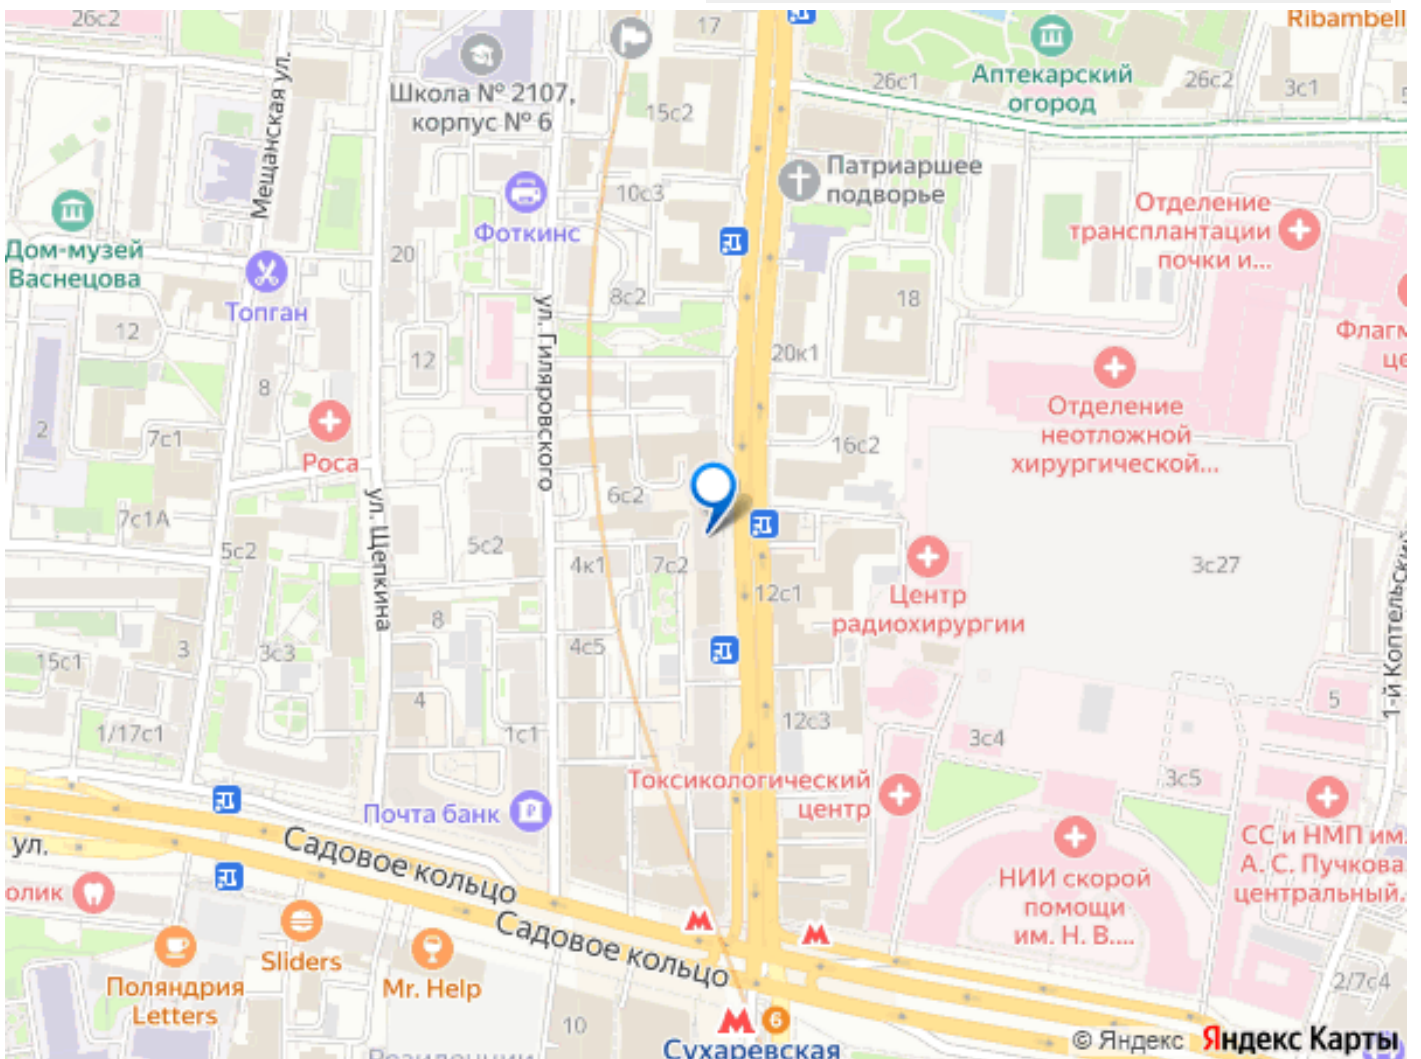 26с2
17
Ribambell
Мещанская ул.
Школа № 2107,
корпус № 6
15с2
26с1
Аптекарский
огород
26с2
3с1
Патриаршее
подворье
10с3
Фоткинс
Отделение
трансплантации
почки и...
Дом-музей
Васнецова
20
Топган
8с2
18
12
ул. Гиляровского
12
20к1
Флагм
це
8
Отделение
неотложной
хирургической...
2
7с1
Роса
16с2
6с2
7с1А
ул. Щепкина
5с2
5с2
4к1
7с2
3с27
1-й Коптельский
Центр
радиохирургии
12с1
8
15с1
3
3с3
4с5
4
5
1/17с1
1с1
12с3
3с4
3с5
Токсикологический
центр
Почта банк
ул.
Садовое кольцо
Садовое кольцо
СС и НМП им.
А. С. Пучкова
центральный.
НИИ скорой
помощи
им. Н. В....
олик
Sliders
Mr. Help
Поляндрия
Letters
10
2/7с4
6
Сухаревская
Резиденции
© Яндекс Яндекс Карты